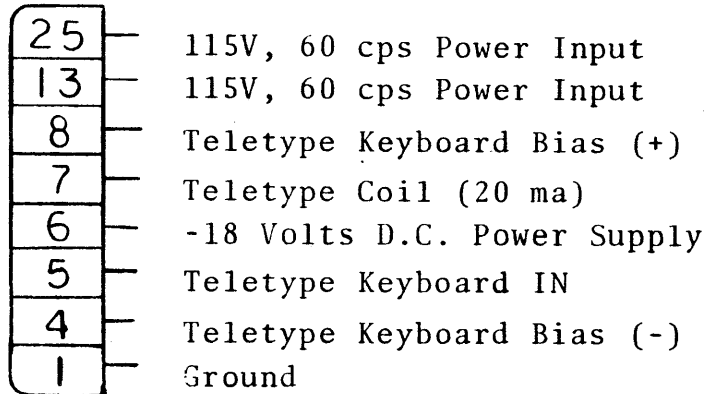 25 115V, 60 cps Power Input
13 115V, 60 cps Power Input
8 Teletype Keyboard Bias (+)
7 Teletype Coil (20 ma)
6 -18 Volts D.C. Power Supply
5 Teletype Keyboard IN
4 Teletype Keyboard Bias (-)
1 Ground